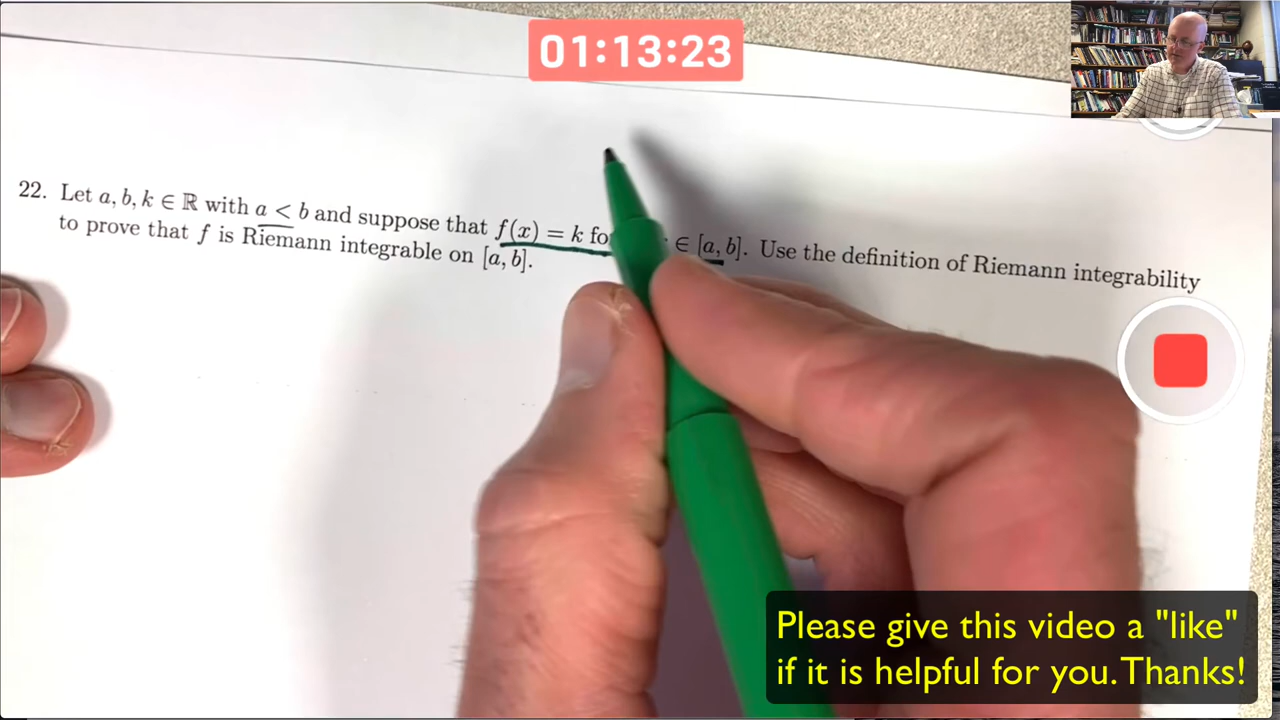 01:13:23
22. Let a, b, k ∈ ℝ with a < b and suppose that f(x) = k fo ∈ [a, b]. Use the definition of Riemann integrability
to prove that f is Riemann integrable on [a, b].
Please give this video a "like"
if it is helpful for you. Thanks!